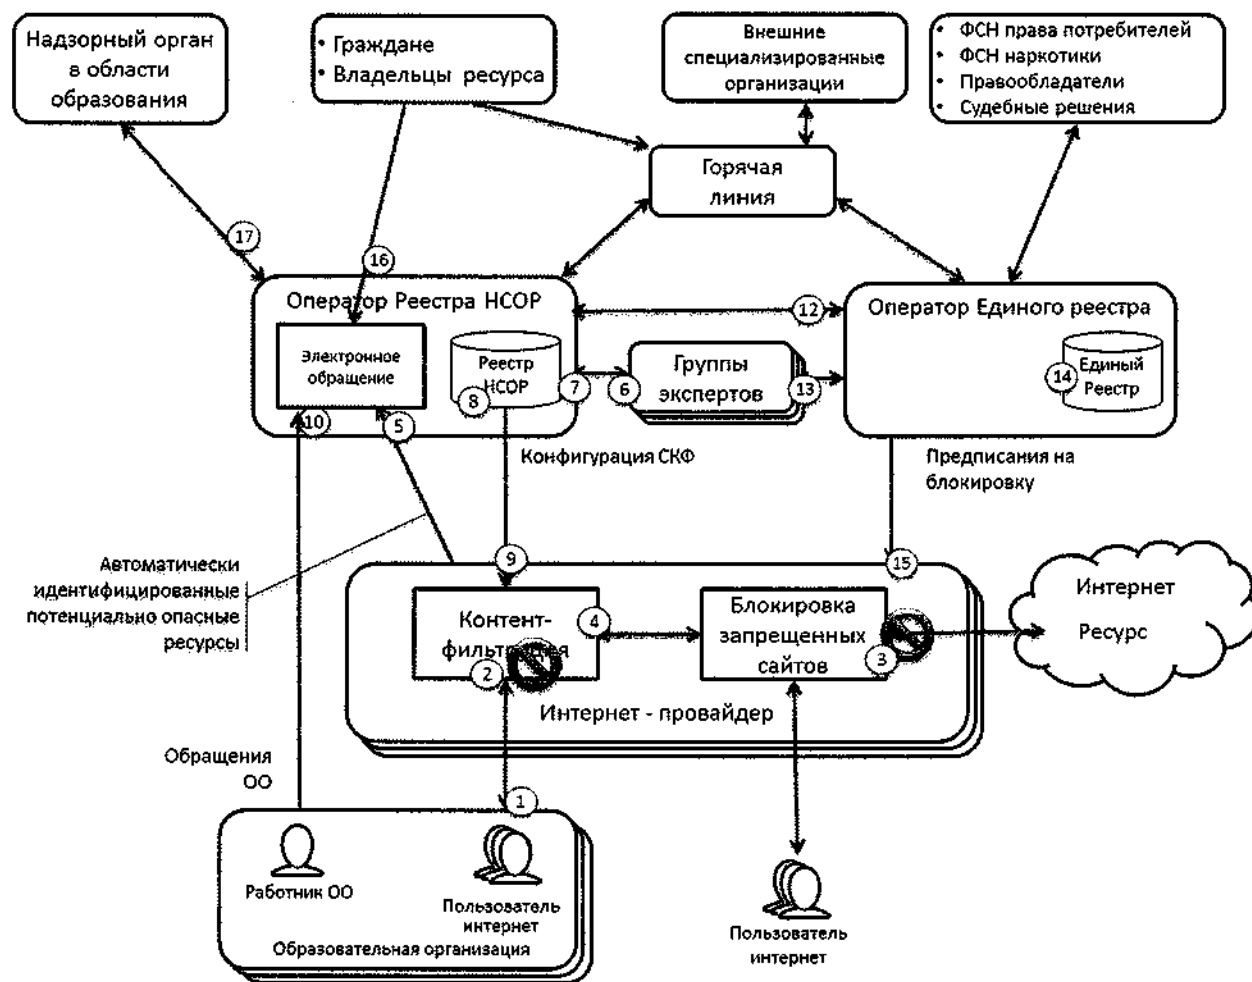 Надзорный орган
в области
образования
• Граждане
• Владельцы ресурса
Внешние
специализированные
организации
• ФСН права потребителей
• ФСН наркотики
• Правообладатели
• Судебные решения
Горячая
линия
17
16
Оператор Реестра НСОР
12
Оператор Единого реестра
Электронное
обращение
Реестр
НСОР
8
7
6
Группы
экспертов
13
14
Единый
Реестр
10
5
Конфигурация СКФ
Предписания на
блокировку
Автоматически
идентифицированные
потенциально опасные
ресурсы
9
15
Контент-
фильтрация
4
2
Блокировка
запрещенных
сайтов
3
Интернет
Ресурс
Интернет - провайдер
Обращения
ОО
1
Работник ОО
Пользователь
интернет
Образовательная организация
Пользователь
интернет